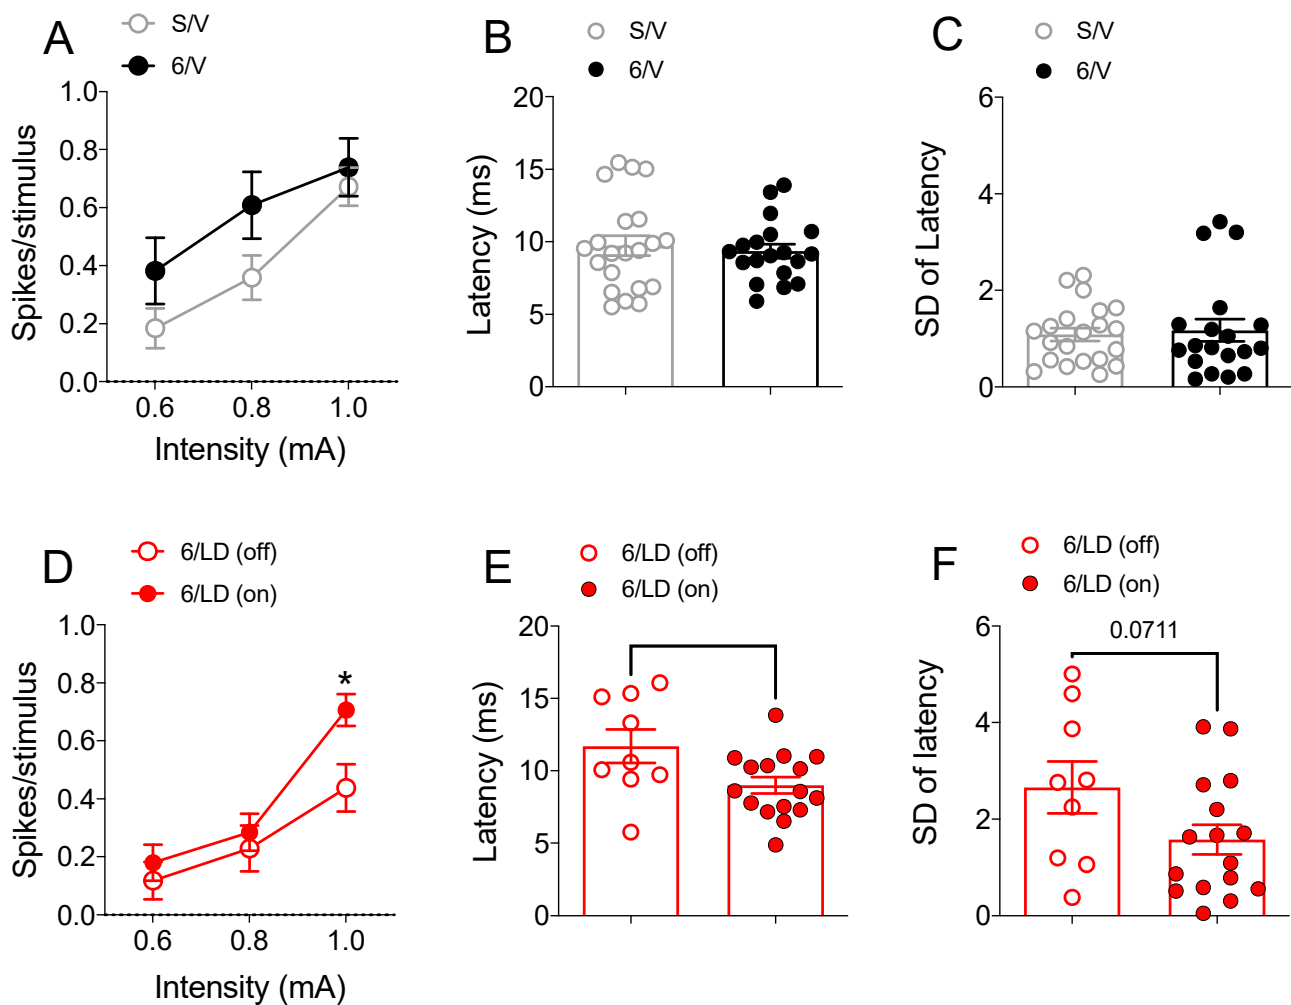 A
S/V
6/V
Spikes/stimulus
1.0
0.8
0.6
0.4
0.2
0.0
0.6 0.8 1.0
Intensity (mA)
B
S/V
6/V
Latency (ms)
20
15
10
5
0
C
S/V
6/V
SD of Latency
6
4
2
0
D
6/LD (off)
6/LD (on)
Spikes/stimulus
1.0
0.8
0.6
0.4
0.2
0.0
*
0.6 0.8 1.0
Intensity (mA)
E
6/LD (off)
6/LD (on)
Latency (ms)
20
15
10
5
0
F
6/LD (off)
6/LD (on)
SD of latency
6
4
2
0
0.0711